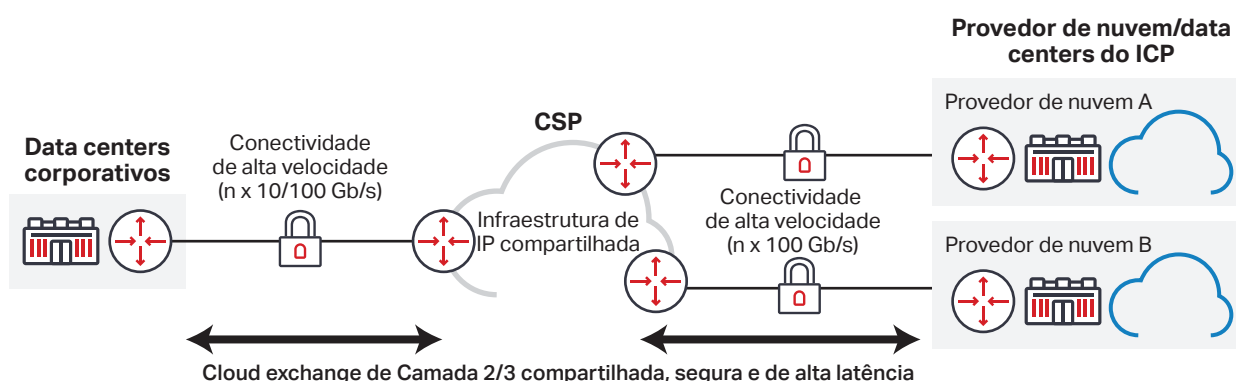 Provedor de nuvem/data
centers do ICP
Provedor de nuvem A
CSP
Data centers
corporativos
Conectividade
de alta velocidade
(n x 10/100 Gb/s)
Infraestrutura de
IP compartilhada
Conectividade
de alta velocidade
(n x 100 Gb/s)
Provedor de nuvem B
Cloud exchange de Camada 2/3 compartilhada, segura e de alta latência